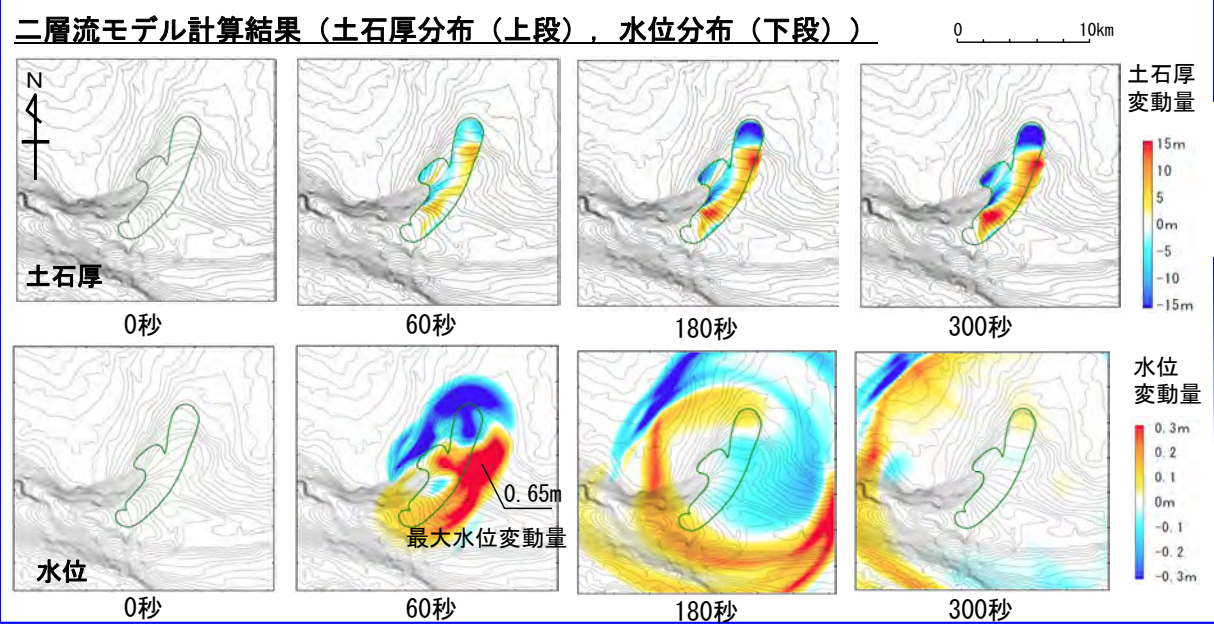 二層流モデル計算結果（土石厚分布（上段），水位分布（下段））
0 10km
N
土石厚
0秒 60秒 180秒 300秒
土石厚
変動量
15m
10
5
0m
-5
-10
-15m
水位
0.65m
最大水位変動量
0秒 60秒 180秒 300秒
水位
変動量
0.3m
0.2
0.1
0m
-0.1
-0.2
-0.3m